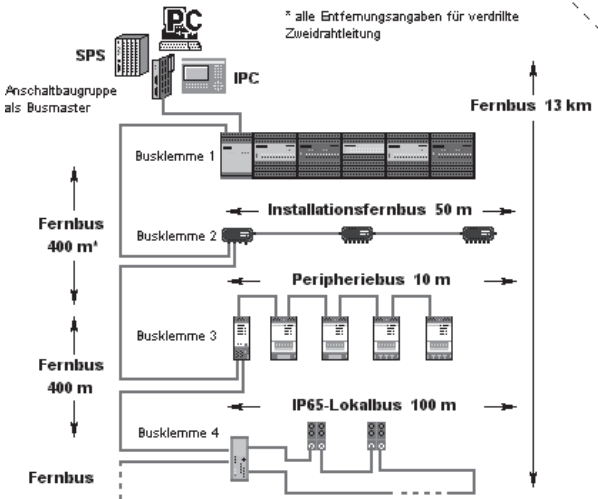 PC
* alle Entfernungsangaben für verdrillte
Zweidrahtleitung
SPS
IPC
Anschaltbaugruppe
als Busmaster
Fernbus 13 km
Busklemme 1
Installationsfernbus 50 m
Fernbus
400 m*
Busklemme 2
Peripheriebus 10 m
Busklemme 3
Fernbus
400 m
IP65-Lokalbus 100 m
Busklemme 4
Fernbus